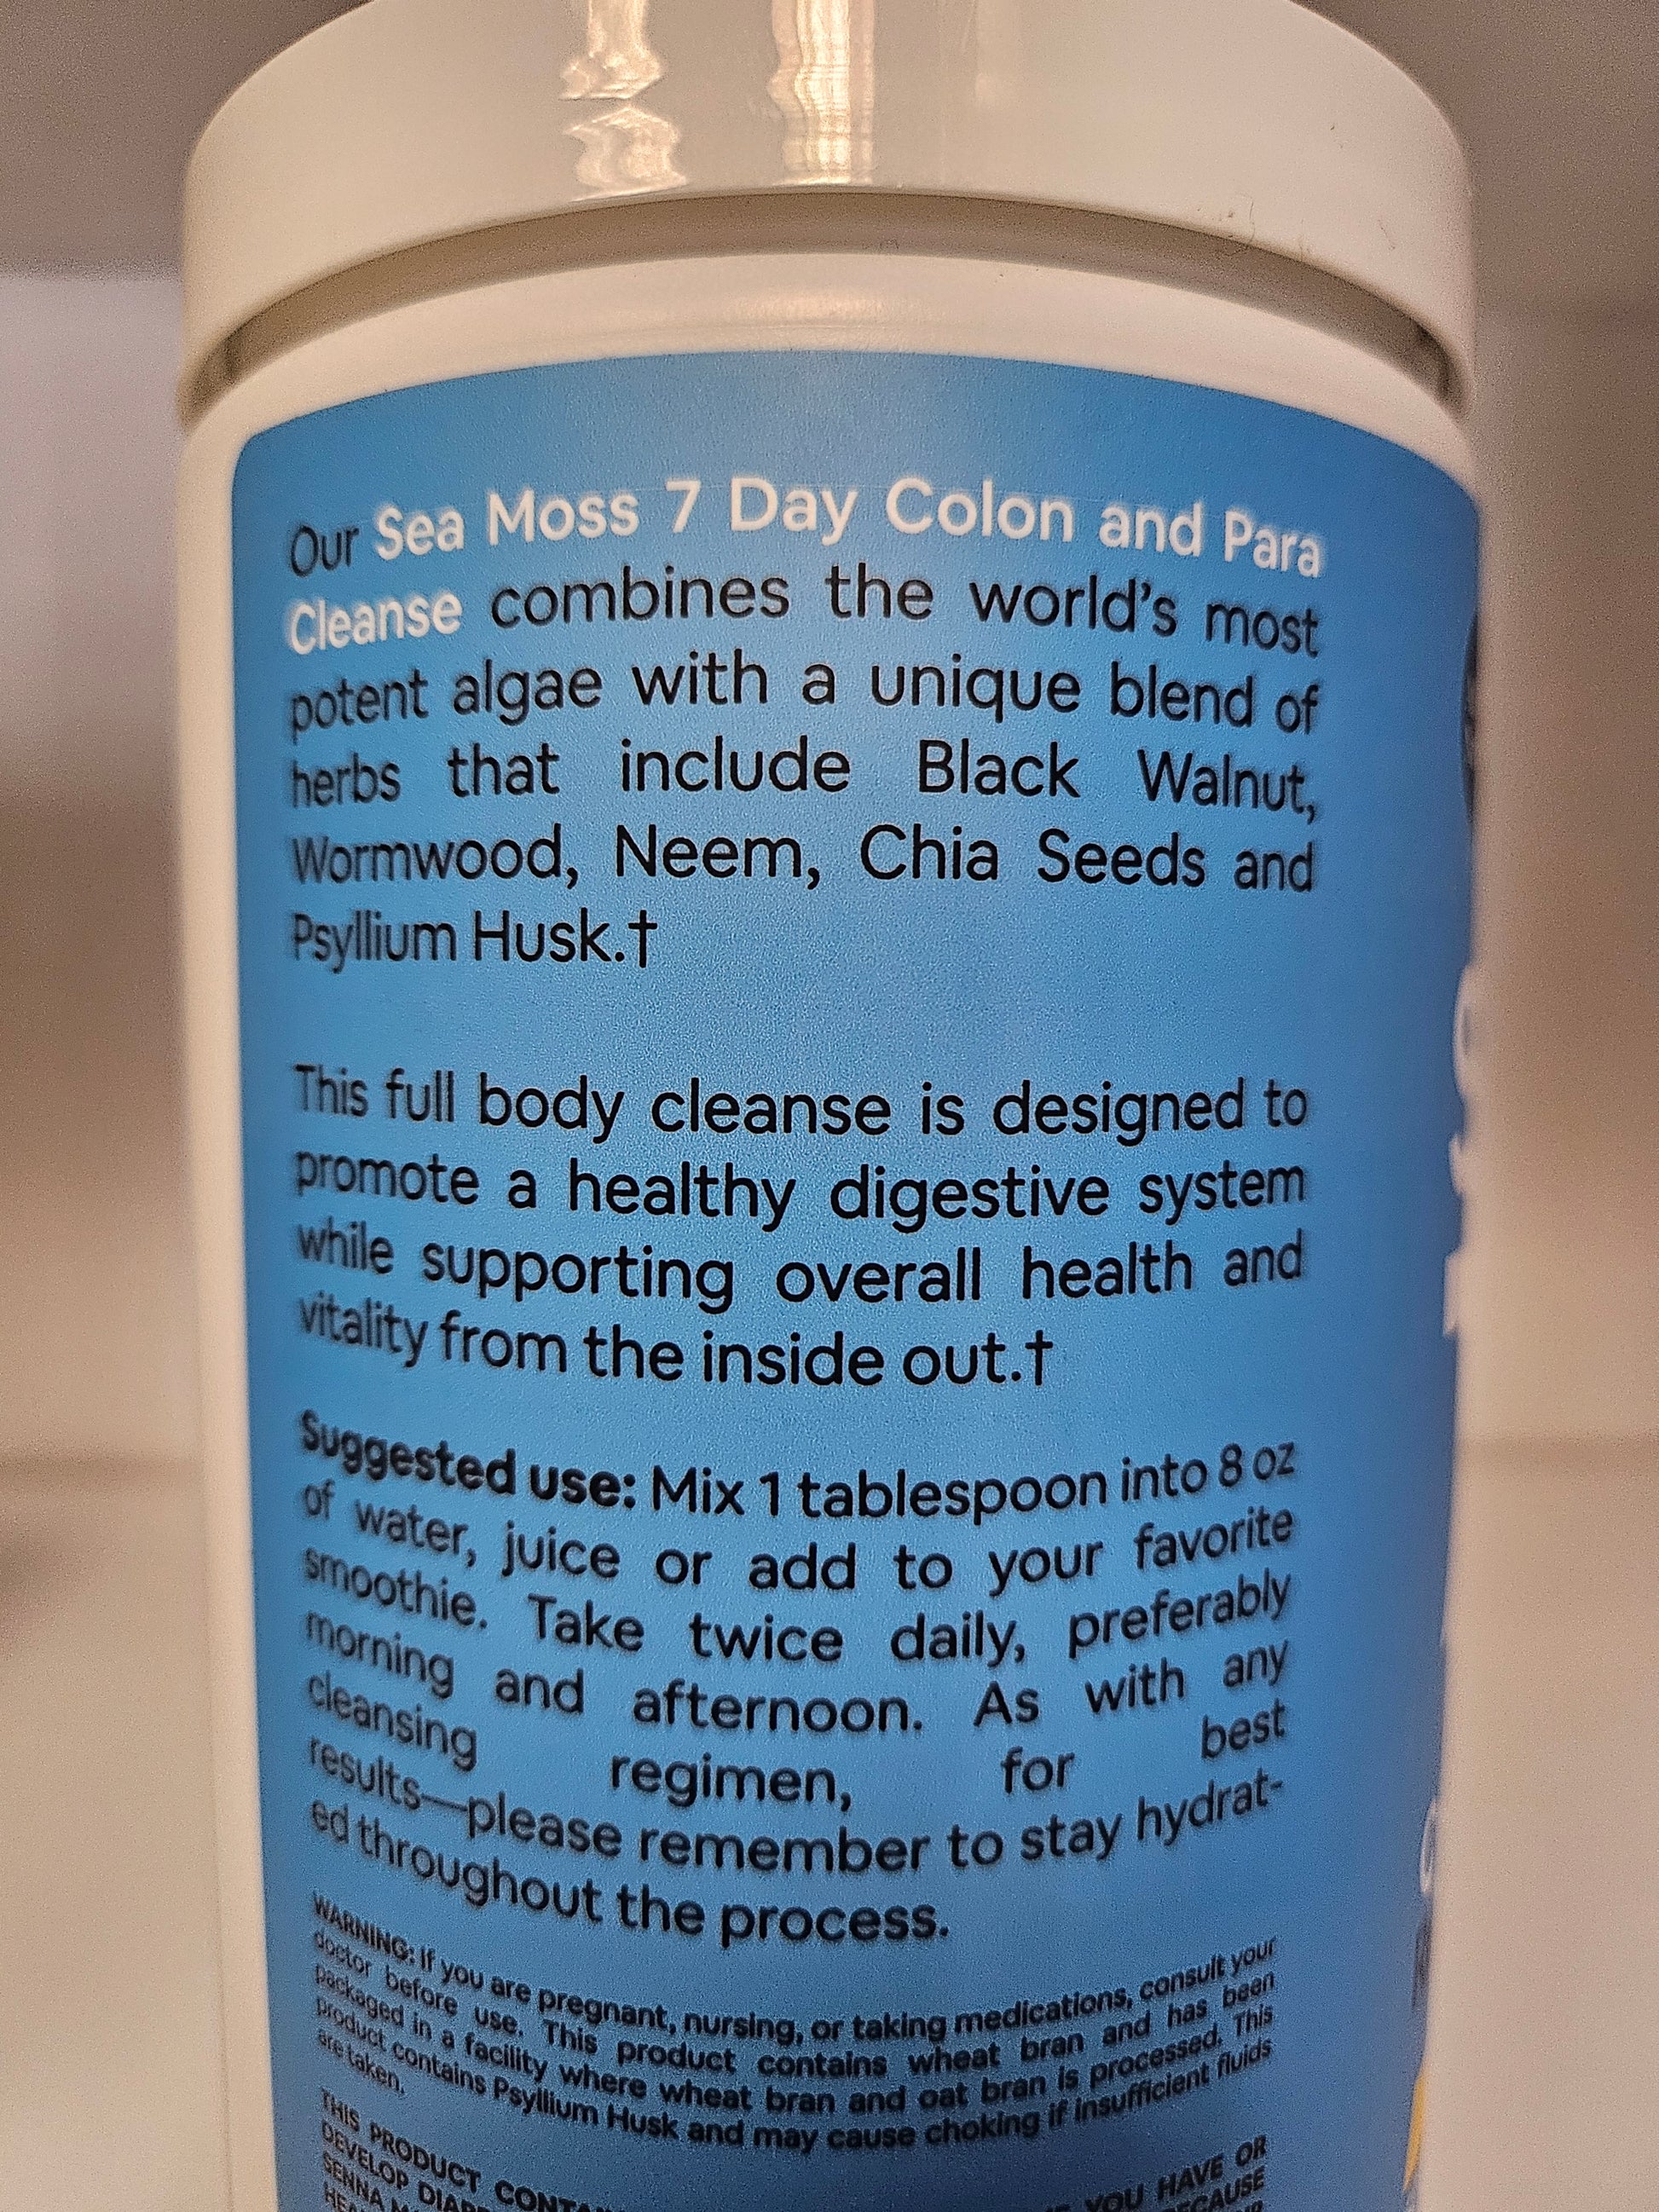 Our Sea Moss 7 Day Colon and Para
Cleanse combines the world's most
potent algae with a unique blend of
herbs that include Black Walnut,
Wormwood, Neem, Chia Seeds and
Psyllium Husk.†
This full body cleanse is designed to
promote a healthy digestive system
while supporting overall health and
vitality from the inside out.†
Suggested use: Mix 1 tablespoon into 8 oz
of water, juice or add to your favorite
smoothie. Take twice daily, preferably
morning and afternoon. As with any
cleansing regimen, for best
results—please remember to stay hydrat-
ed throughout the process.
WARNING: If you are pregnant, nursing, or taking medications, consult your
doctor before use. This product contains wheat bran and has been
packaged in a facility where wheat bran and oat bran is processed. This
product contains Psyllium Husk and may cause choking if insufficient fluids
are taken.
THIS PRODUCT YOU HAVE OR
DEVELOP
SENNA